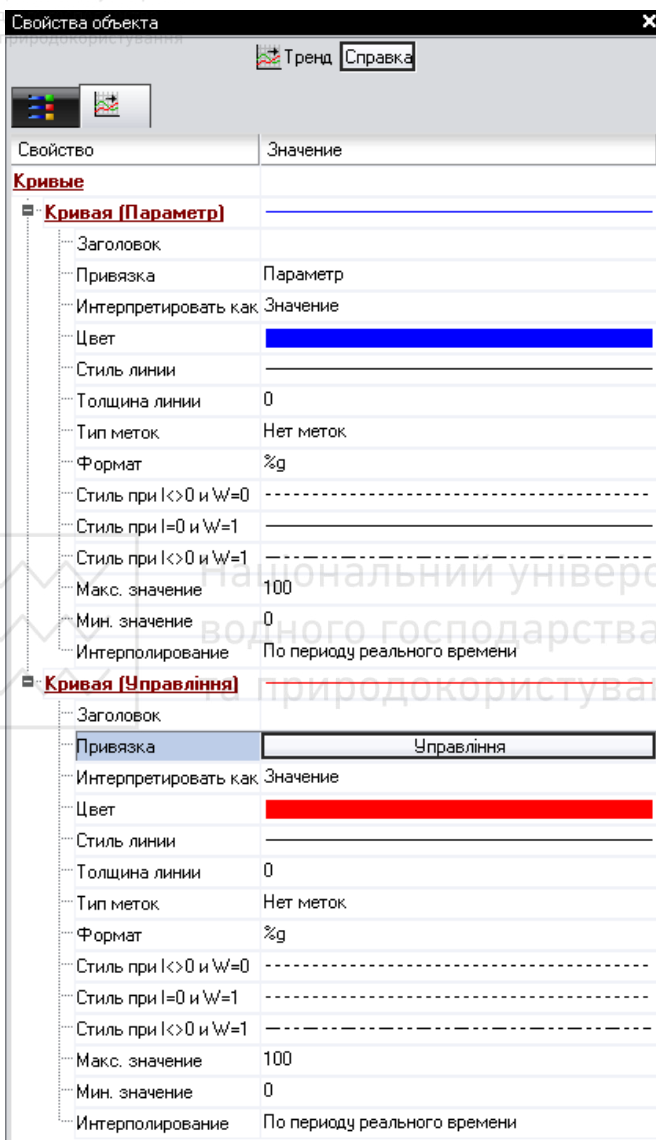 Свойства объекта
природокористування
Тренд Справка
Свойство Значение
Кривые
Кривая (Параметр)
Заголовок
Привязка Параметр
Интерпретировать как Значение
Цвет
Стиль линии
Толщина линии 0
Тип меток Нет меток
Формат %g
Стиль при I<>0 и W=0
Стиль при I=0 и W=1
Стиль при I<>0 и W=1
Національний універс
Макс. значение 100
Мин. значение 0
водного господарства
Интерполирование По периоду реального времени
Кривая (Управління)
та природокористуван
Заголовок
Привязка Управління
Интерпретировать как Значение
Цвет
Стиль линии
Толщина линии 0
Тип меток Нет меток
Формат %g
Стиль при I<>0 и W=0
Стиль при I=0 и W=1
Стиль при I<>0 и W=1
Макс. значение 100
Мин. значение 0
Интерполирование По периоду реального времени